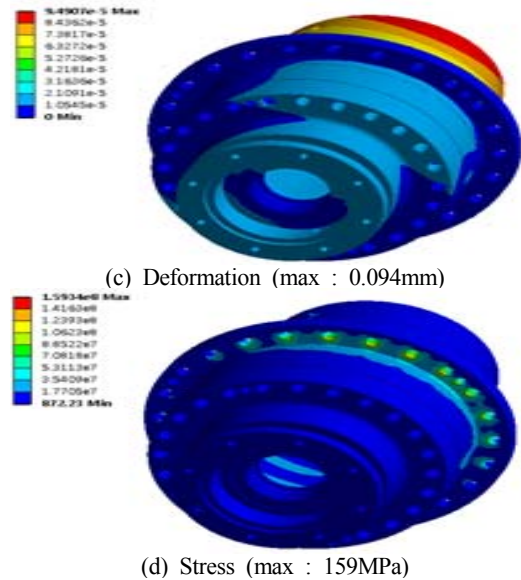 9.4907e-5 Max
8.4362e-5
7.3817e-5
6.3272e-5
5.2726e-5
4.2181e-5
3.1636e-5
2.1091e-5
1.0545e-5
0 Min
(c) Deformation (max : 0.094mm)
1.5934e8 Max
1.4163e8
1.2393e8
1.0623e8
8.8522e7
7.0818e7
5.3113e7
3.5409e7
1.7705e7
872.23 Min
(d) Stress (max : 159MPa)